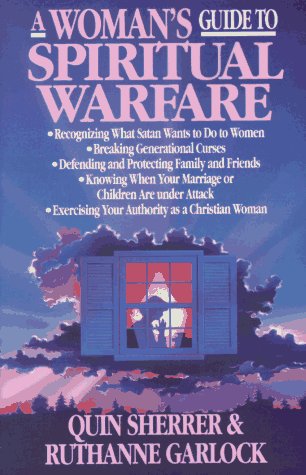 A WOMAN'S GUIDE TO
SPIRITUAL
WARFARE
• Recognizing What Satan Wants to Do to Women
• Breaking Generational Curses
• Defending and Protecting Family and Friends
• Knowing When Your Marriage or
Children Are under Attack
• Exercising Your Authority as a Christian Woman
QUIN SHERRER &
RUTHANNE GARLOCK